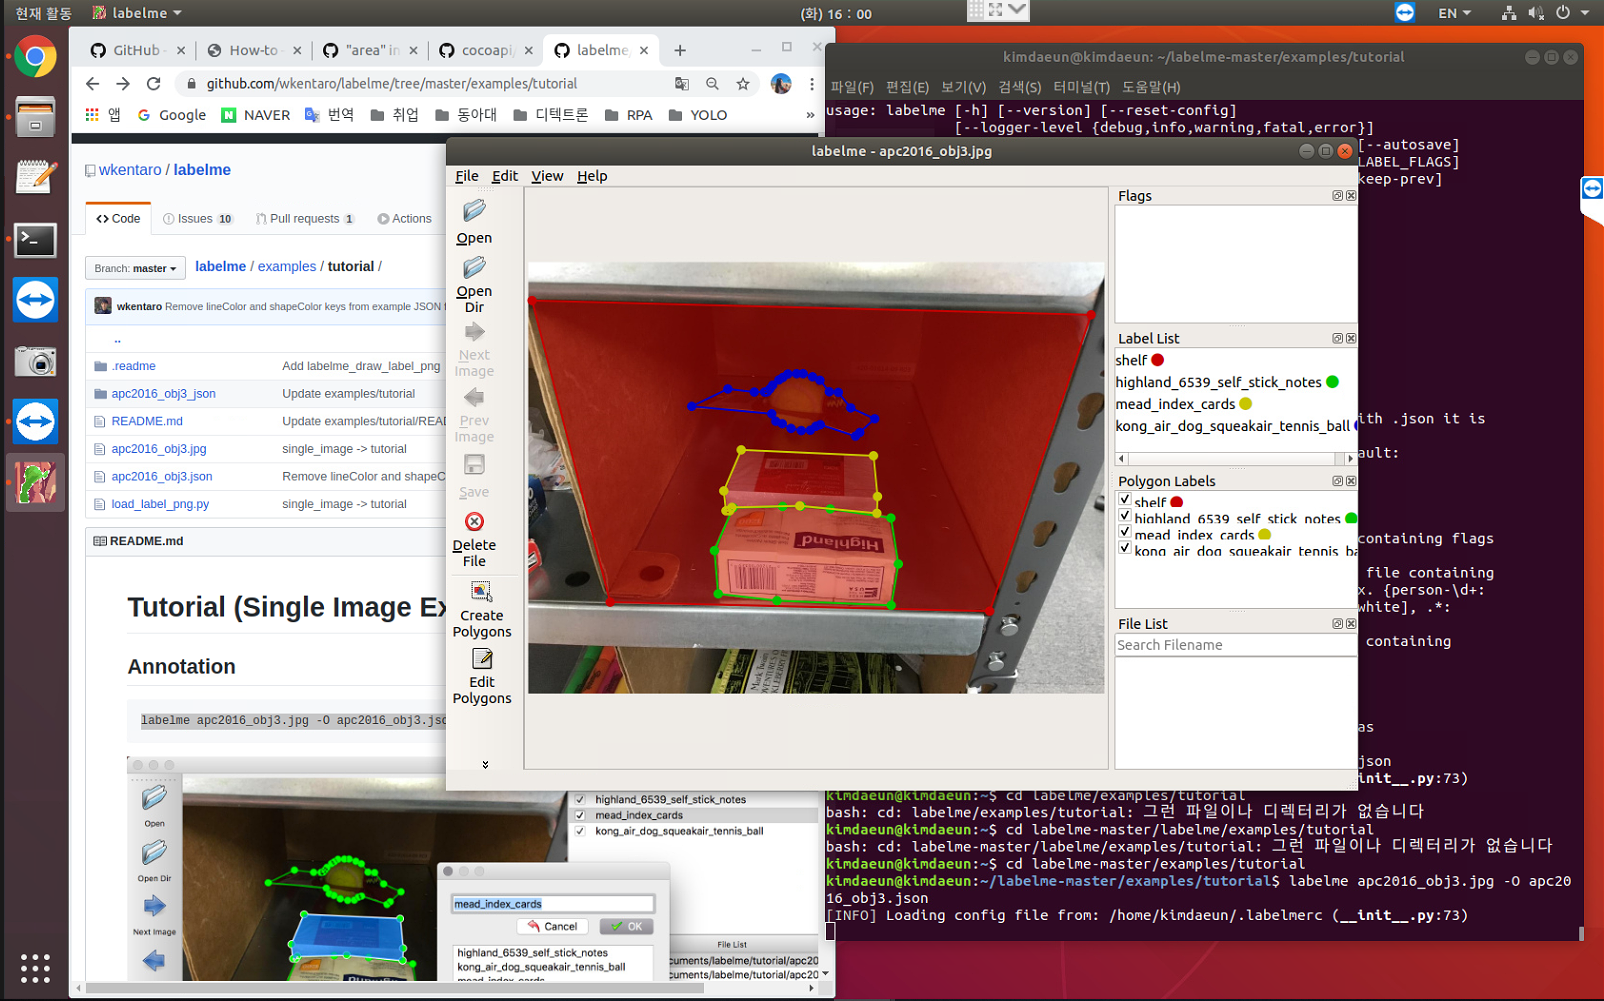 현재 활동
labelme
(화) 16 : 00
EN
GitHub -
How-to -
"area" in
cocoapi,
labelme,
github.com/wkentaro/labelme/tree/master/examples/tutorial
앱
Google
NAVER
번역
취업
동아대
디텍트론
RPA
YOLO
»
wkentaro / labelme
Code
Issues 10
Pull requests 1
Actions
Branch: master
labelme / examples / tutorial /
wkentaro Remove lineColor and shapeColor keys from example JSON
..
.readme
Add labelme_draw_label_png
apc2016_obj3_json
Update examples/tutorial
README.md
Update examples/tutorial/READ
apc2016_obj3.jpg
single_image -> tutorial
apc2016_obj3.json
Remove lineColor and shapeC
load_label_png.py
single_image -> tutorial
README.md
Tutorial (Single Image Ex
Annotation
labelme apc2016_obj3.jpg -O apc2016_obj3.jso
Open
Open Dir
Next Image
highland_6539_self_stick_notes
mead_index_cards
kong_air_dog_squeakair_tennis_ball
mead_index_cards
Cancel
OK
highland_6539_self_stick_notes
kong_air_dog_squeakair_tennis_ball
mead_index_cards
File List
cuments/labelme/tutorial/apc20
cuments/labelme/tutorial/apc20
labelme - apc2016_obj3.jpg
File
Edit
View
Help
Open
Open
Dir
Next
Image
Prev
Image
Save
Delete
File
Create
Polygons
Edit
Polygons
Highland
Flags
Label List
shelf
highland_6539_self_stick_notes
mead_index_cards
kong_air_dog_squeakair_tennis_ball
Polygon Labels
shelf
highland_6539_self_stick_notes
mead_index_cards
kong_air_dog_squeakair_tennis_ba
File List
Search Filename
kimdaeun@kimdaeun: ~/labelme-master/examples/tutorial
파일(F)
편집(E)
보기(V)
검색(S)
터미널(T)
도움말(H)
usage: labelme [-h] [--version] [--reset-config]
[--logger-level {debug,info,warning,fatal,error}]
[--autosave]
LABEL_FLAGS]
keep-prev]
ith .json it is
ault:
containing flags
file containing
x. {person-\d+:
white], .*:
containing
as
json
init__.py:73)
kimdaeun@kimdaeun:~$ cd labelme/examples/tutorial
bash: cd: labelme/examples/tutorial: 그런 파일이나 디렉터리가 없습니다
kimdaeun@kimdaeun:~$ cd labelme-master/labelme/examples/tutorial
bash: cd: labelme-master/labelme/examples/tutorial: 그런 파일이나 디렉터리가 없습니다
kimdaeun@kimdaeun:~$ cd labelme-master/examples/tutorial
kimdaeun@kimdaeun:~/labelme-master/examples/tutorial$ labelme apc2016_obj3.jpg -O apc20
16_obj3.json
[INFO] Loading config file from: /home/kimdaeun/.labelmerc (__init__.py:73)